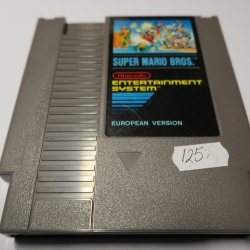 SUPER MARIO BROS.
Nintendo
ENTERTAINMENT
SYSTEM
EUROPEAN VERSION
125.-